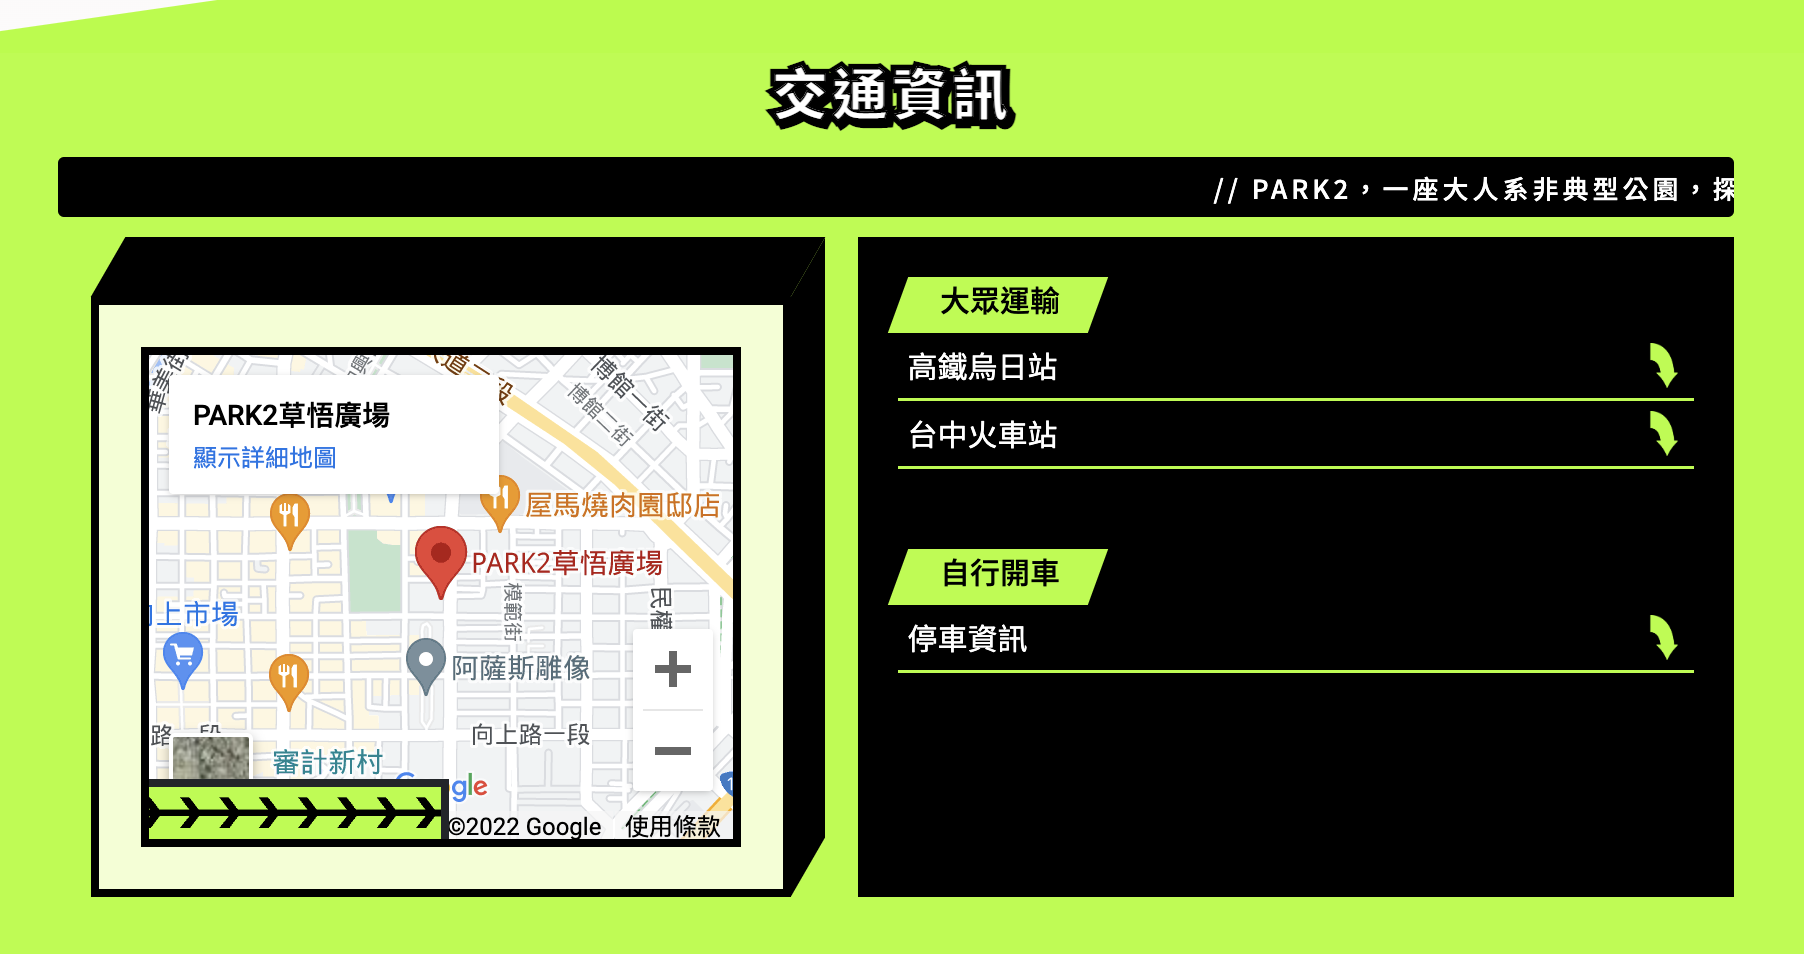 交通資訊
// PARK2，一座大人系非典型公園，探
PARK2草悟廣場
顯示詳細地圖
華美街
博館一街
博館二街
屋馬燒肉園邸店
PARK2草悟廣場
模範街
民權
上市場
阿薩斯雕像
路一段
向上路一段
審計新村
Google
©2022 Google 使用條款
大眾運輸
高鐵烏日站
台中火車站
自行開車
停車資訊